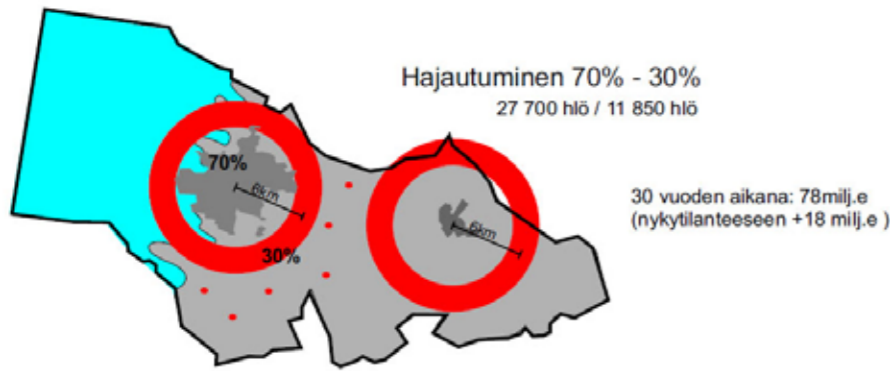 Hajautuminen 70% - 30%
27 700 hlö / 11 850 hlö
70%
6km
30%
6km
30 vuoden aikana: 78milj.e
(nykytilanteeseen +18 milj.e )